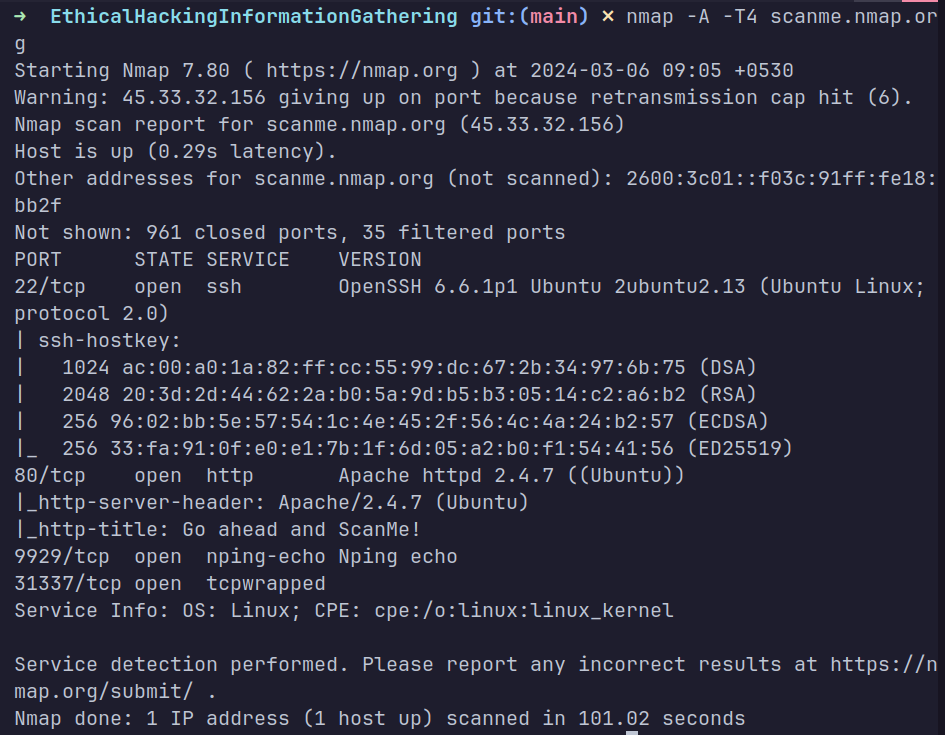 ➜  EthicalHackingInformationGathering git:(main) ✗ nmap -A -T4 scanme.nmap.or
g
Starting Nmap 7.80 ( https://nmap.org ) at 2024-03-06 09:05 +0530
Warning: 45.33.32.156 giving up on port because retransmission cap hit (6).
Nmap scan report for scanme.nmap.org (45.33.32.156)
Host is up (0.29s latency).
Other addresses for scanme.nmap.org (not scanned): 2600:3c01::f03c:91ff:fe18:
bb2f
Not shown: 961 closed ports, 35 filtered ports
PORT      STATE SERVICE    VERSION
22/tcp    open  ssh        OpenSSH 6.6.1p1 Ubuntu 2ubuntu2.13 (Ubuntu Linux;
protocol 2.0)
| ssh-hostkey:
|   1024 ac:00:a0:1a:82:ff:cc:55:99:dc:67:2b:34:97:6b:75 (DSA)
|   2048 20:3d:2d:44:62:2a:b0:5a:9d:b5:b3:05:14:c2:a6:b2 (RSA)
|   256 96:02:bb:5e:57:54:1c:4e:45:2f:56:4c:4a:24:b2:57 (ECDSA)
|_  256 33:fa:91:0f:e0:e1:7b:1f:6d:05:a2:b0:f1:54:41:56 (ED25519)
80/tcp    open  http       Apache httpd 2.4.7 ((Ubuntu))
|_http-server-header: Apache/2.4.7 (Ubuntu)
|_http-title: Go ahead and ScanMe!
9929/tcp  open  nping-echo Nping echo
31337/tcp open  tcpwrapped
Service Info: OS: Linux; CPE: cpe:/o:linux:linux_kernel

Service detection performed. Please report any incorrect results at https://n
map.org/submit/ .
Nmap done: 1 IP address (1 host up) scanned in 101.02 seconds